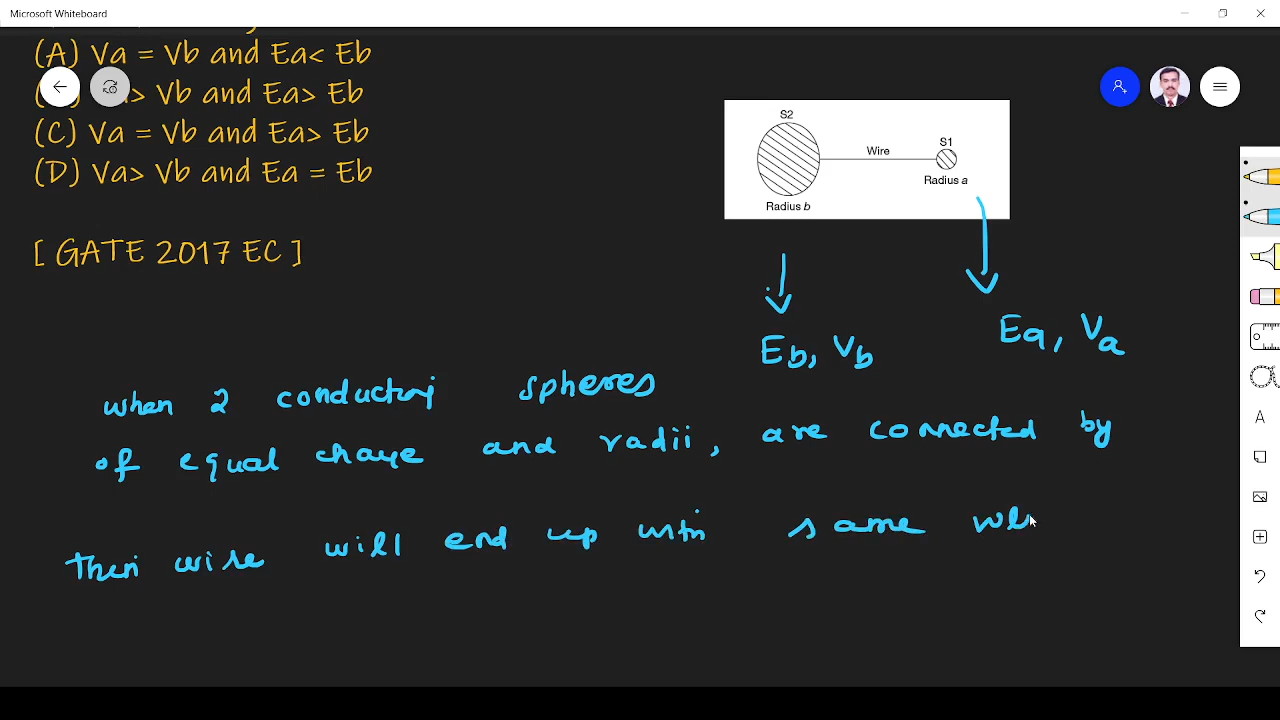 Microsoft Whiteboard
(A) Va = Vb and Ea< Eb
> Vb and Ea> Eb
(C) Va = Vb and Ea> Eb
(D) Va> Vb and Ea = Eb
[ GATE 2017 EC ]
S2
S1
Wire
Radius a
Radius b
Eb, Vb
Ea, Va
when 2 conducting spheres
of equal charge and radii, are connected by
then wire will end up with same
A